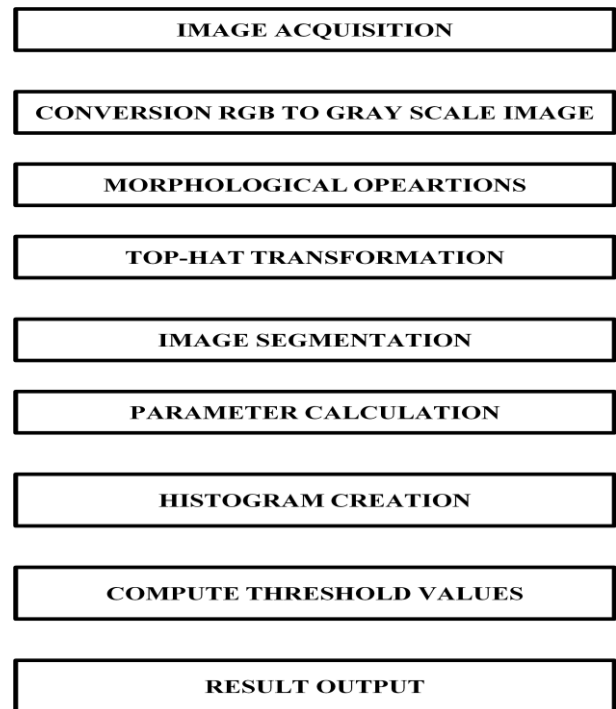 IMAGE ACQUISITION
CONVERSION RGB TO GRAY SCALE IMAGE
MORPHOLOGICAL OPEARTIONS
TOP-HAT TRANSFORMATION
IMAGE SEGMENTATION
PARAMETER CALCULATION
HISTOGRAM CREATION
COMPUTE THRESHOLD VALUES
RESULT OUTPUT